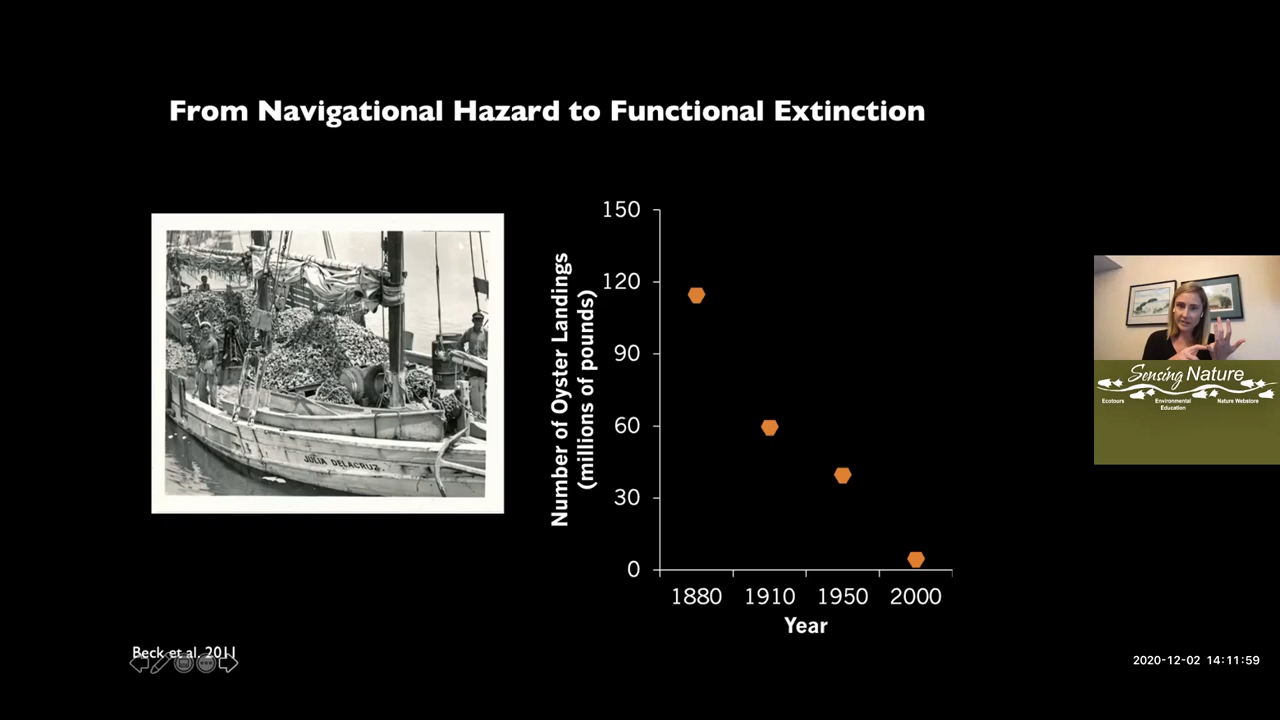 From Navigational Hazard to Functional Extinction
JULIA DELACRUZ
Number of Oyster Landings
(millions of pounds)
150
120
90
60
30
0
1880 1910 1950 2000
Year
Sensing Nature
Ecotours
Environmental
Education
Nature Webstore
Beck et al. 2011
2020-12-02 14:11:59